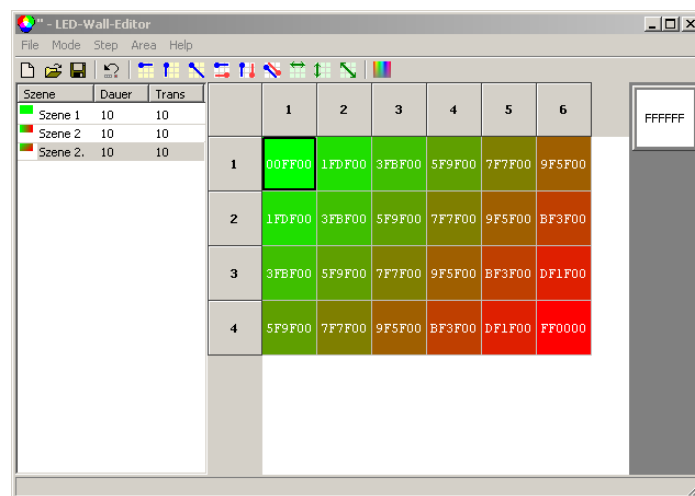 " - LED-Wall-Editor
File Mode Step Area Help
Szene Dauer Trans
Szene 1 10 10
Szene 2 10 10
Szene 2. 10 10
1 2 3 4 5 6
1 00FF00 1FDF00 3FBF00 5F9F00 7F7F00 9F5F00
2 1FDF00 3FBF00 5F9F00 7F7F00 9F5F00 BF3F00
3 3FBF00 5F9F00 7F7F00 9F5F00 BF3F00 DF1F00
4 5F9F00 7F7F00 9F5F00 BF3F00 DF1F00 FF0000
FFFFFF